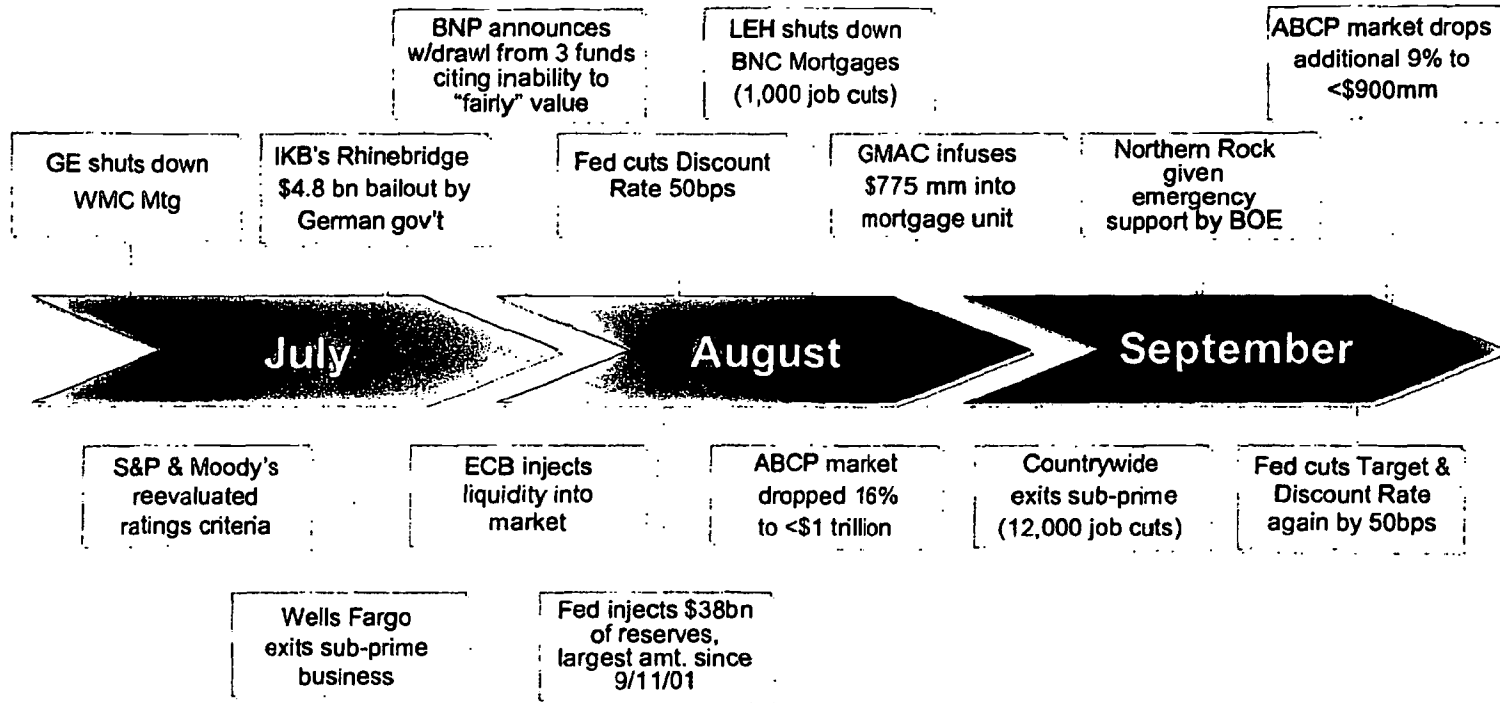 BNP announces
w/drawl from 3 funds
citing inability to
"fairly" value
LEH shuts down
BNC Mortgages
(1,000 job cuts)
ABCP market drops
additional 9% to
<$900mm
GE shuts down
WMC Mtg
IKB's Rhinebridge
$4.8 bn bailout by
German gov't
Fed cuts Discount
Rate 50bps
GMAC infuses
$775 mm into
mortgage unit
Northern Rock
given
emergency
support by BOE
July
August
September
S&P & Moody's
reevaluated
ratings criteria
ECB injects
liquidity into
market
ABCP market
dropped 16%
to <$1 trillion
Countrywide
exits sub-prime
(12,000 job cuts)
Fed cuts Target &
Discount Rate
again by 50bps
Wells Fargo
exits sub-prime
business
Fed injects $38bn
of reserves,
largest amt. since
9/11/01